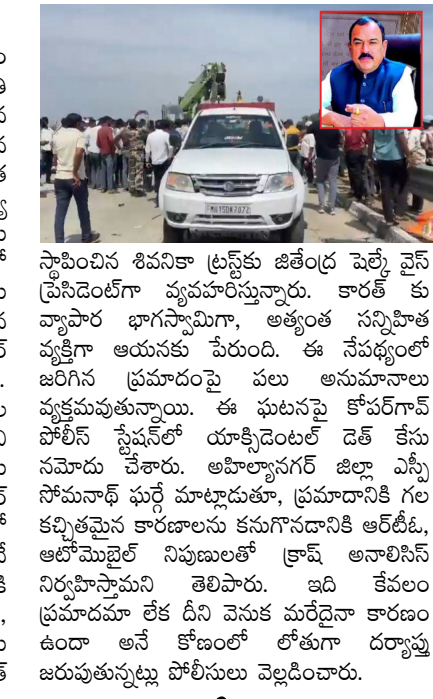 MH15DW7072
స్థాపించిన శివనికా ట్రస్ట్‌కు జితేంద్ర షెల్కే వైస్
ప్రెసిడెంట్‌గా వ్యవహరిస్తున్నారు. కారత్ కు
వ్యాపార భాగస్వామిగా, అత్యంత సన్నిహిత
వ్యక్తిగా ఆయనకు పేరుంది. ఈ నేపథ్యంలో
జరిగిన ప్రమాదంపై పలు అనుమానాలు
వ్యక్తమవుతున్నాయి. ఈ ఘటనపై కోపర్‌గావ్
పోలీస్ స్టేషన్‌లో యాక్సిడెంటల్ డెత్ కేసు
నమోదు చేశారు. అహిల్యానగర్ జిల్లా ఎస్పీ
సోమనాథ్ ఘర్గే మాట్లాడుతూ, ప్రమాదానికి గల
కచ్చితమైన కారణాలను కనుగొనడానికి ఆర్‌టీఓ,
ఆటోమొబైల్ నిపుణులతో క్రాష్ అనాలిసిస్
నిర్వహిస్తామని తెలిపారు. ఇది కేవలం
ప్రమాదమా లేక దీని వెనుక మరేదైనా కారణం
ఉందా అనే కోణంలో లోతుగా దర్యాప్తు
జరుపుతున్నట్లు పోలీసులు వెల్లడించారు.